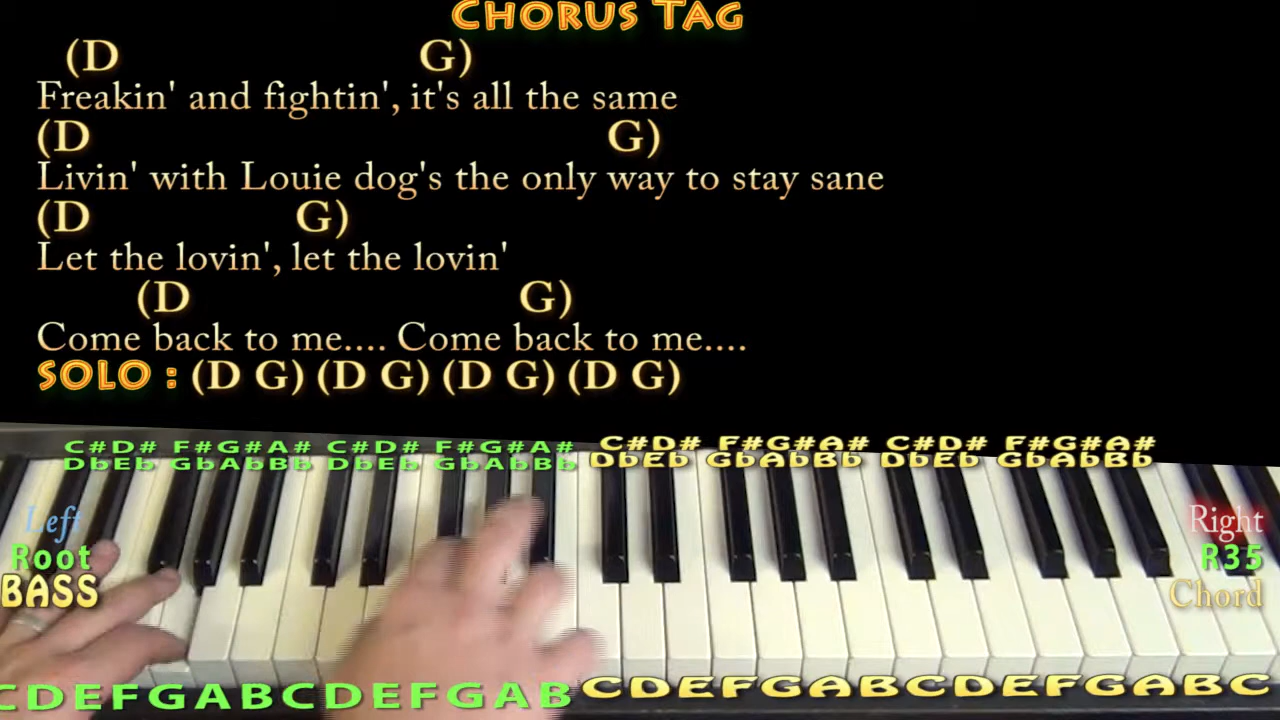 CHORUS TAG
(D G)
Freakin' and fightin', it's all the same
(D G)
Livin' with Louie dog's the only way to stay sane
(D G)
Let the lovin', let the lovin'
(D G)
Come back to me.... Come back to me....
SOLO : (D G) (D G) (D G) (D G)
C#D# F#G#A# C#D# F#G#A# C#D# F#G#A# C#D# F#G#A#
DbEb GbAbBb DbEb GbAbBb DbEb GbAbBb DbEb GbAbBb
Left
Root
BASS
Right
R35
Chord
CDEFGABCDEFGAB CDEFGABCDEFGABC